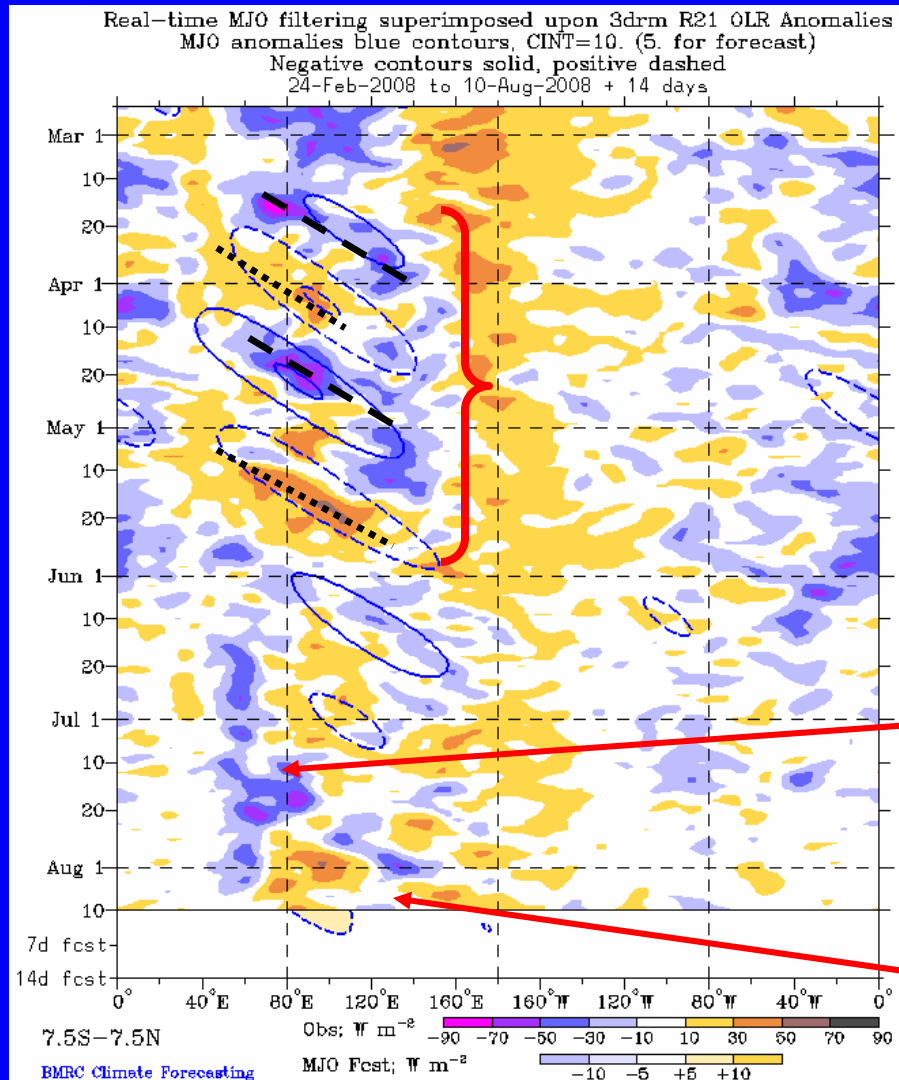 Real-time MJO filtering superimposed upon 3drm R21 OLR Anomalies
MJO anomalies blue contours, CINT=10. (5. for forecast)
Negative contours solid, positive dashed
24-Feb-2008 to 10-Aug-2008 + 14 days
Mar 1
10
20
Apr 1
10
20
May 1
10
20
Jun 1
10
20
Jul 1
10
20
Aug 1
10
7d fcst
14d fcst
0° 40°E 80°E 120°E 160°E 160°W 120°W 80°W 40°W 0°
7.5S-7.5N
Obs; W m⁻²
-90 -70 -50 -30 -10 10 30 50 70 90
BMRC Climate Forecasting
MJO Fcst; W m⁻²
-10 -5 +5 +10